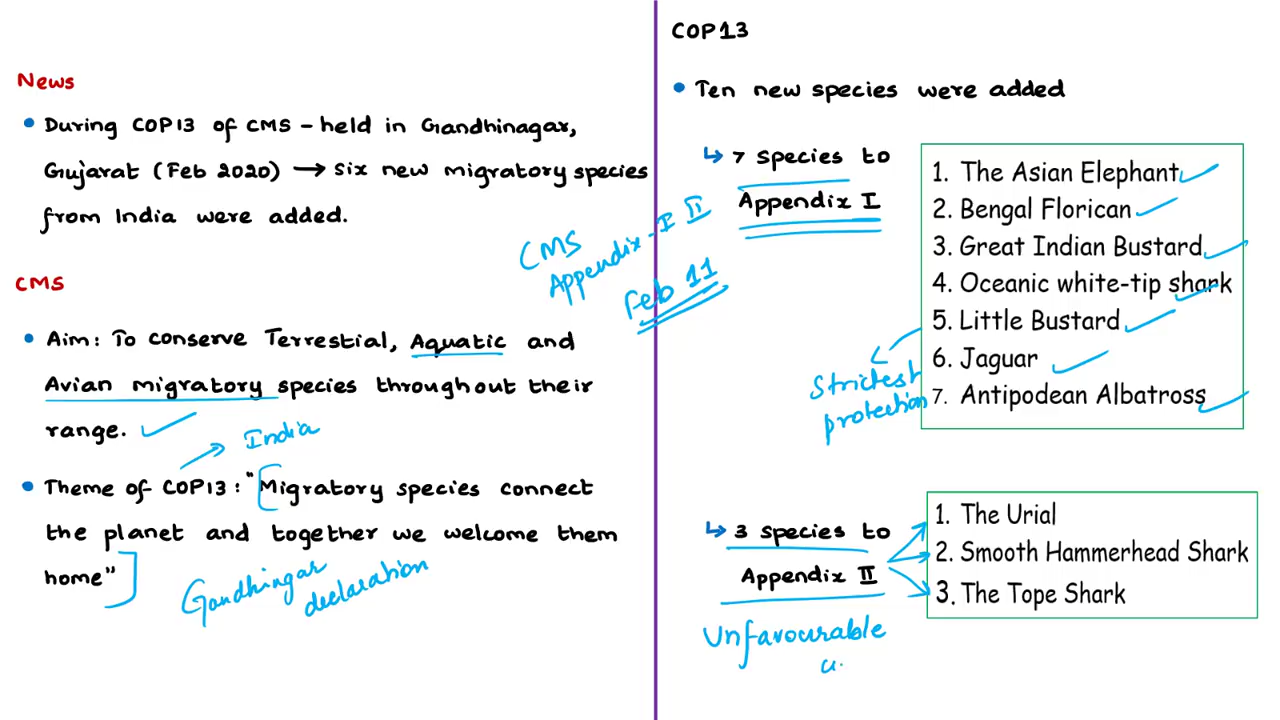 News
During COP13 of CMS - held in Gandhinagar,
Gujarat (Feb 2020) → Six new migratory species
from India were added.
CMS
Aim: To conserve Terrestial, Aquatic and
Avian migratory species throughout their
range.
India
Theme of COP13: "Migratory species connect
the planet and together we welcome them
home"
Gandhingar
declaration
CMS
Appendix-I II
Feb 11
COP13
Ten new species were added
↳ 7 species to
Appendix I
1. The Asian Elephant
2. Bengal Florican
3. Great Indian Bustard
4. Oceanic white-tip shark
5. Little Bustard
6. Jaguar
7. Antipodean Albatross
Strictest
protection
↳ 3 species to
Appendix II
1. The Urial
2. Smooth Hammerhead Shark
3. The Tope Shark
Unfavourable